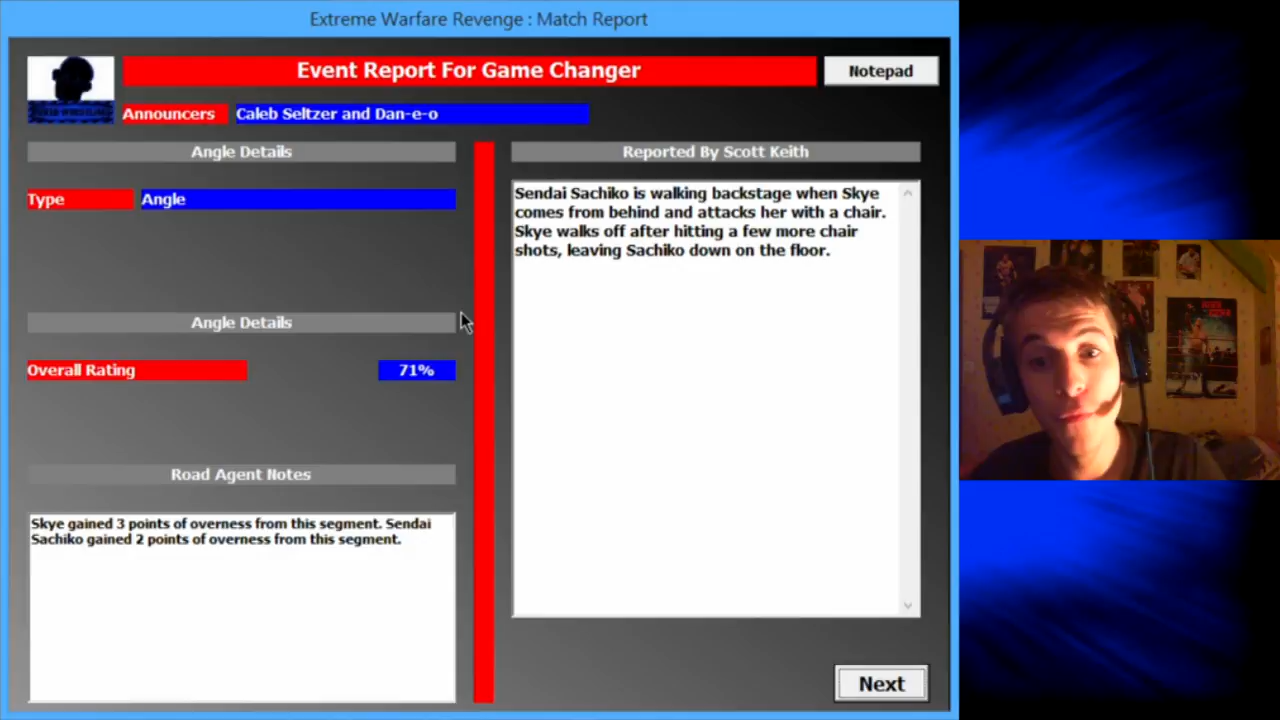 Extreme Warfare Revenge : Match Report
Event Report For Game Changer
Notepad
Announcers
Caleb Seltzer and Dan-e-o
Angle Details
Type
Angle
Angle Details
Overall Rating
71%
Road Agent Notes
Skye gained 3 points of overness from this segment. Sendai
Sachiko gained 2 points of overness from this segment.
Reported By Scott Keith
Sendai Sachiko is walking backstage when Skye
comes from behind and attacks her with a chair.
Skye walks off after hitting a few more chair
shots, leaving Sachiko down on the floor.
Next